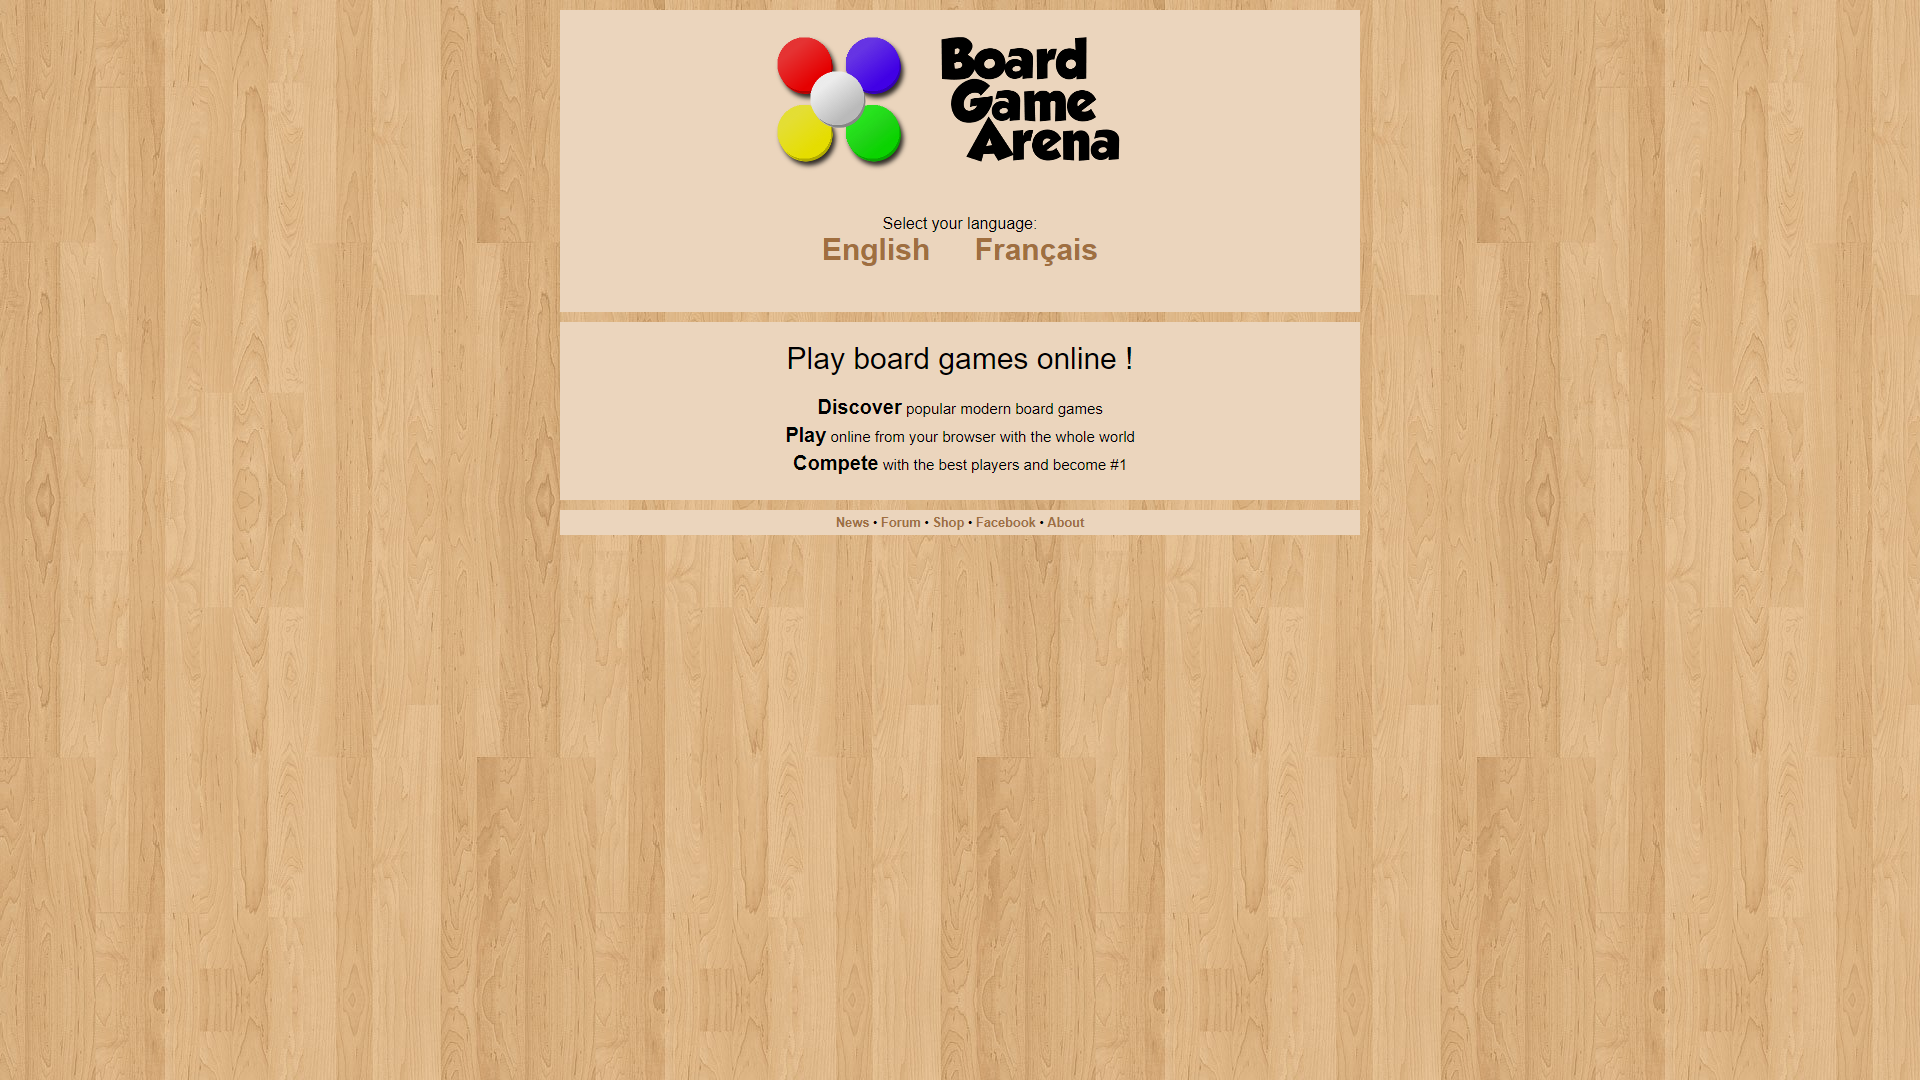 Board
Game
Arena
Select your language:
English Français
Play board games online !
Discover popular modern board games
Play online from your browser with the whole world
Compete with the best players and become #1
News • Forum • Shop • Facebook • About